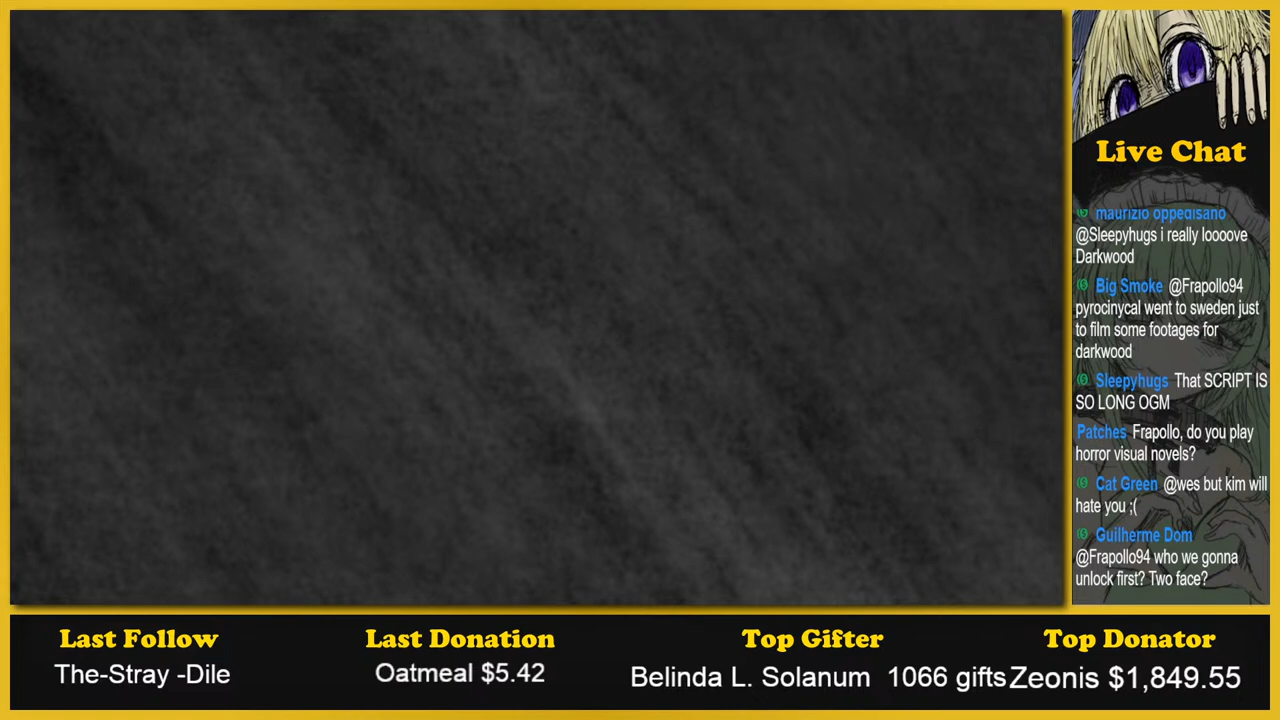 Live Chat
maurizio oppedisano
@Sleepyhugs i really loooove
Darkwood
Big Smoke @Frapollo94
pyrocinycal went to sweden just
to film some footages for
darkwood
Sleepyhugs That SCRIPT IS
SO LONG OGM
Patches Frapollo, do you play
horror visual novels?
Cat Green @wes but kim will
hate you ;(
Guilherme Dom
@Frapollo94 who we gonna
unlock first? Two face?
Last Follow
The-Stray -Dile
Last Donation
Oatmeal $5.42
Top Gifter
Belinda L. Solanum 1066 gifts
Top Donator
Zeonis $1,849.55